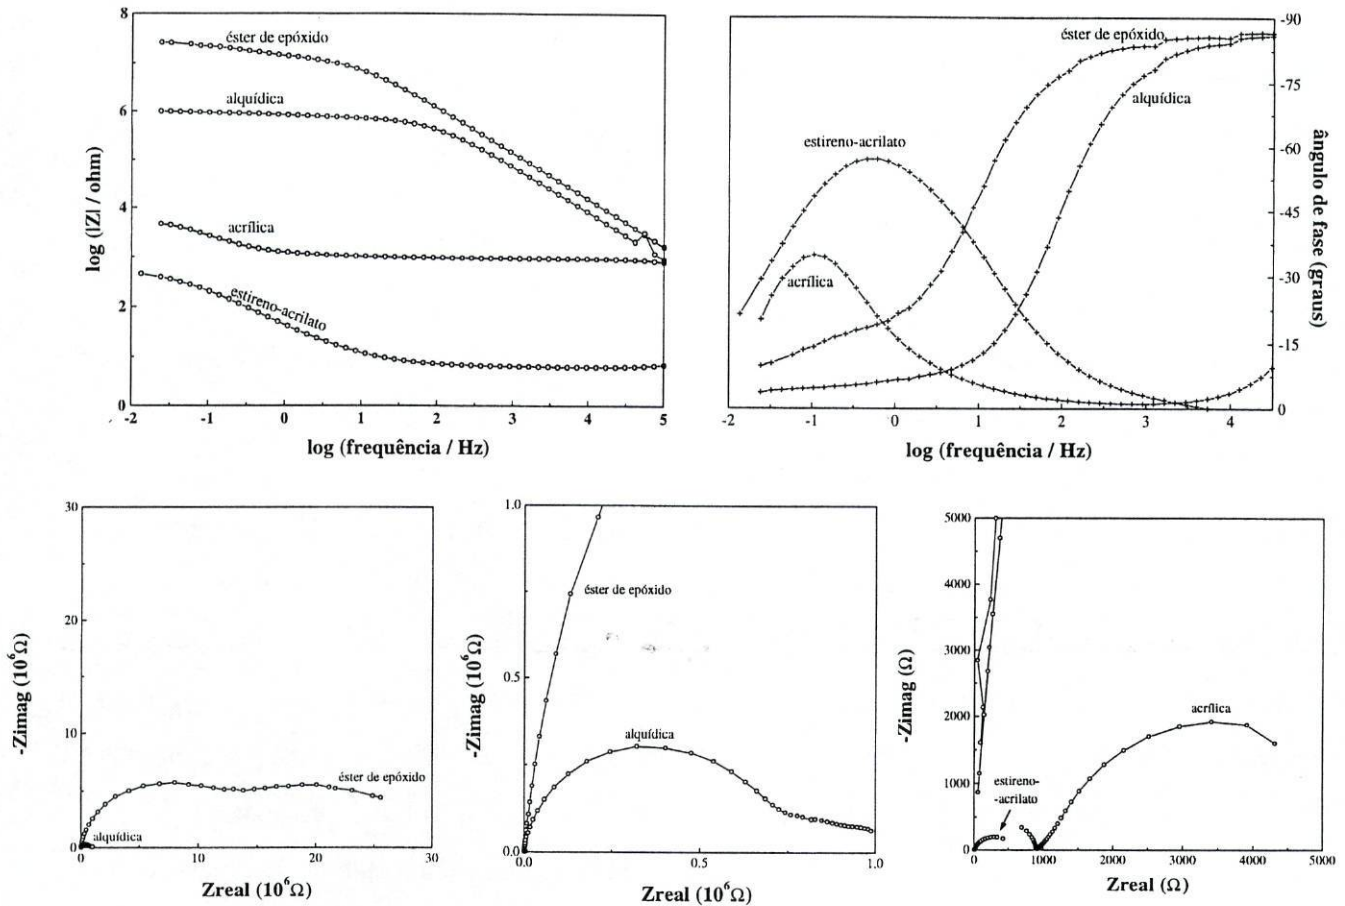 8
6
4
2
0
-2
-1
0
1
2
3
4
5
log (|Z| / ohm)
log (frequência / Hz)
éster de epóxido
alquídica
acrílica
estireno-acrilato
-90
-75
-60
-45
-30
-15
0
-2
-1
0
1
2
3
4
ângulo de fase (graus)
log (frequência / Hz)
éster de epóxido
alquídica
estireno-acrilato
acrílica
30
20
10
0
0
10
20
30
-Zimag (10⁶Ω)
Zreal (10⁶Ω)
éster de epóxido
alquídica
1.0
0.5
0.0
0.0
0.5
1.0
-Zimag (10⁶Ω)
Zreal (10⁶Ω)
éster de epóxido
alquídica
5000
4000
3000
2000
1000
0
0
1000
2000
3000
4000
5000
-Zimag (Ω)
Zreal (Ω)
acrílica
estireno-
-acrilato